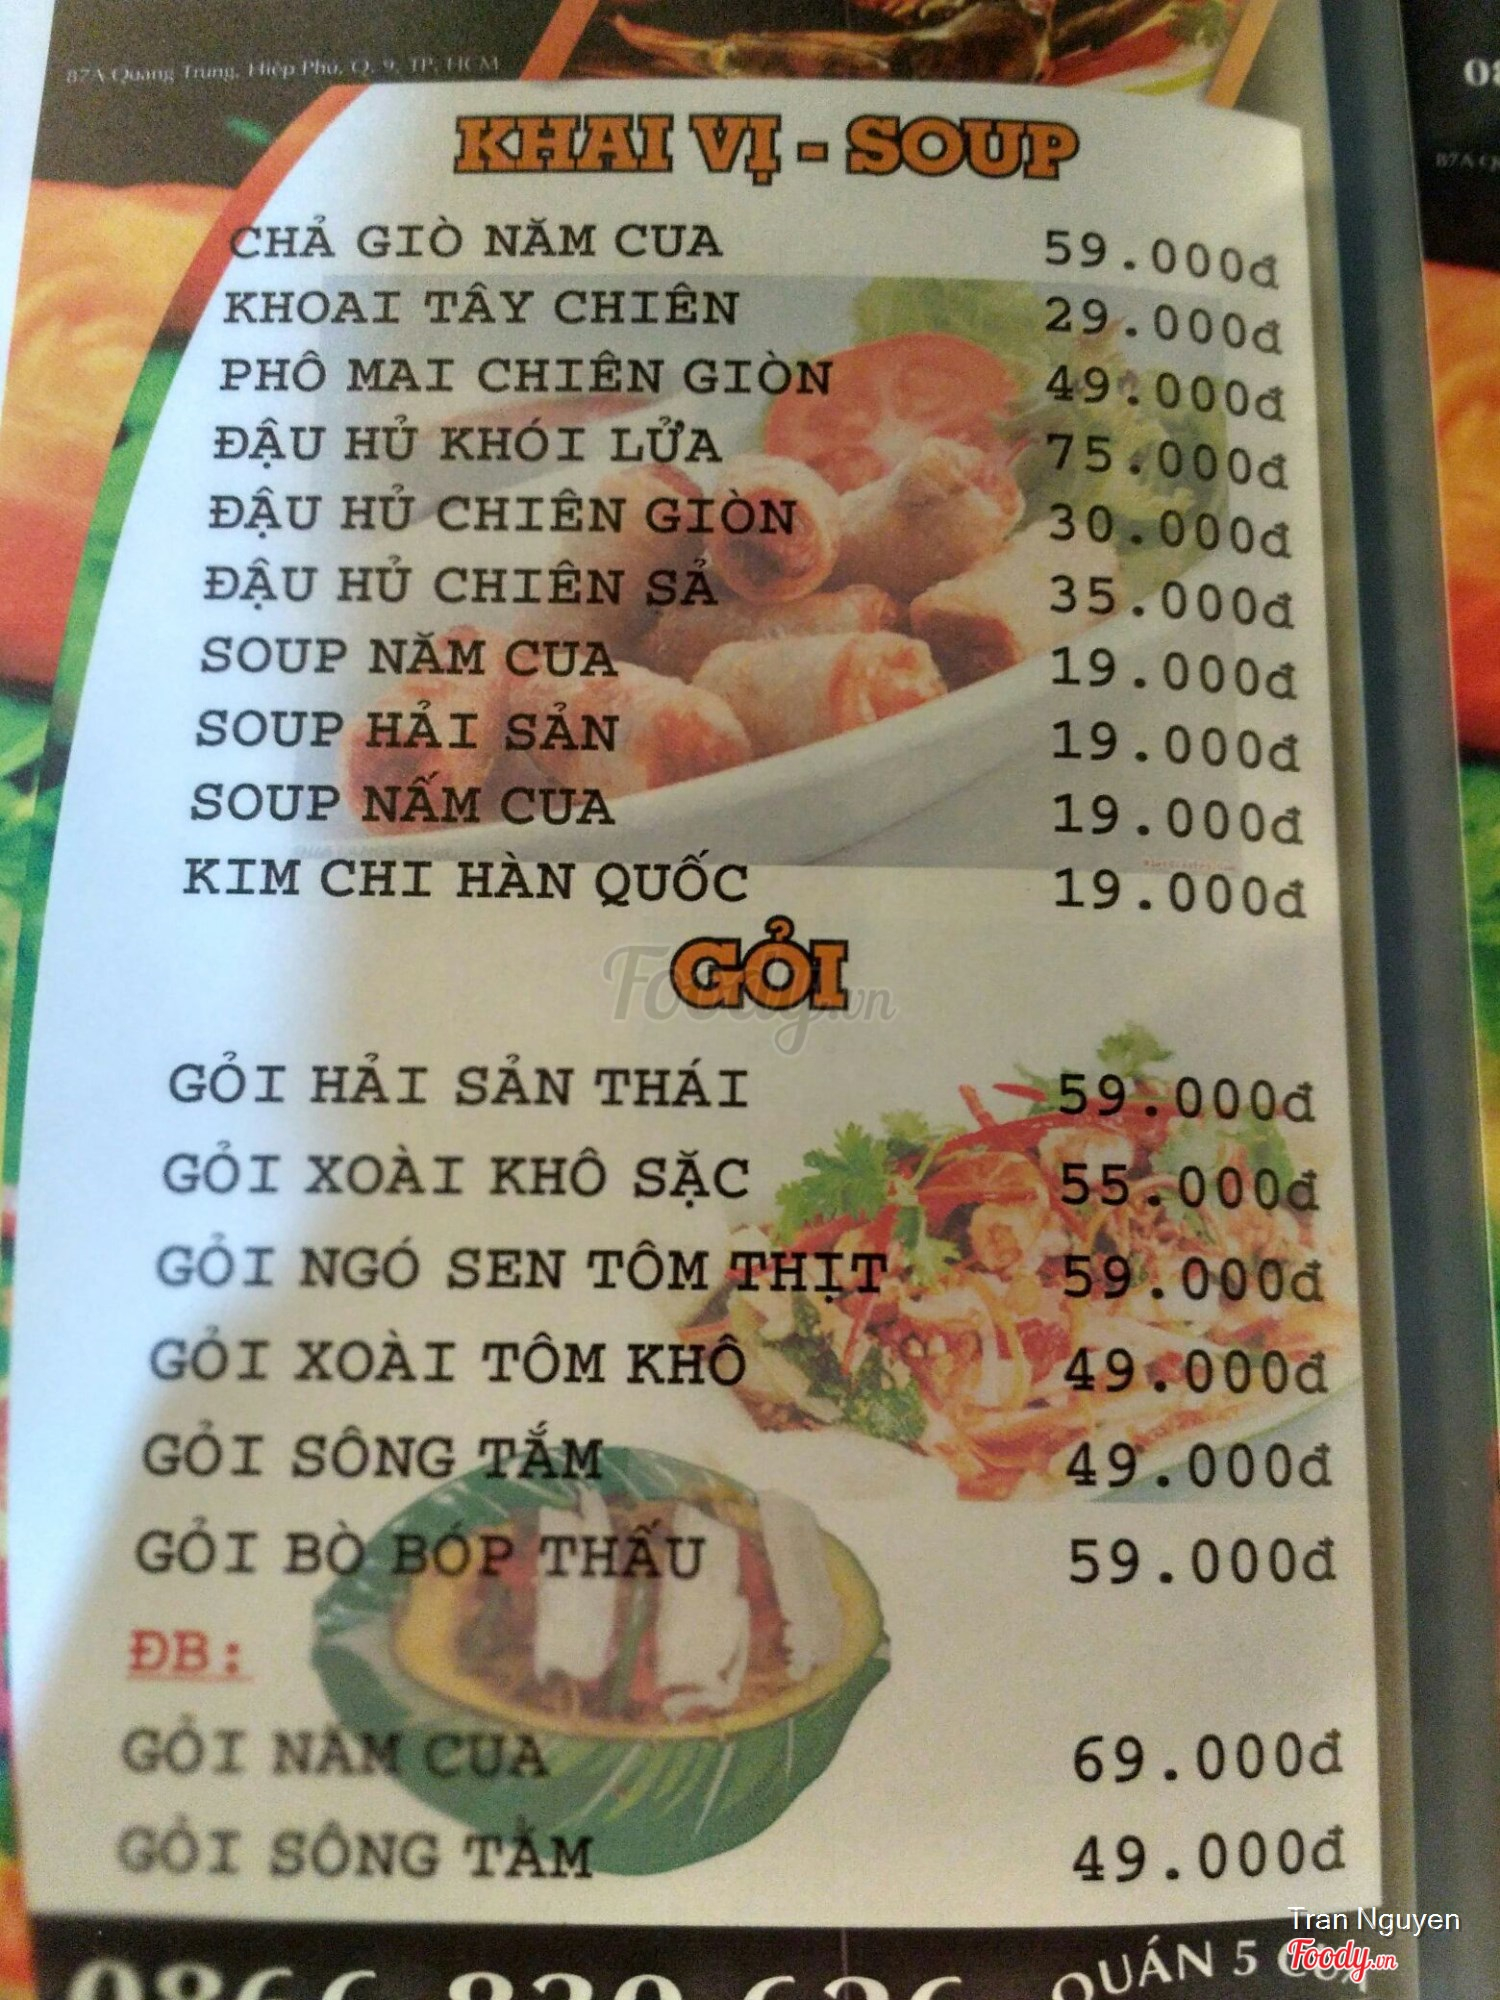 87A Quang Trung, Hiệp Phú, Q. 9, TP, HCM
KHAI VỊ - SOUP
CHẢ GIÒ NĂM CUA 59.000đ
KHOAI TÂY CHIÊN 29.000đ
PHÔ MAI CHIÊN GIÒN 49.000đ
ĐẬU HỦ KHÓI LỬA 75.000đ
ĐẬU HỦ CHIÊN GIÒN 30.000đ
ĐẬU HỦ CHIÊN SẢ 35.000đ
SOUP NĂM CUA 19.000đ
SOUP HẢI SẢN 19.000đ
SOUP NẤM CUA 19.000đ
KIM CHI HÀN QUỐC 19.000đ
GỎI
Foody.vn
GỎI HẢI SẢN THÁI 59.000đ
GỎI XOÀI KHÔ SẶC 55.000đ
GỎI NGÓ SEN TÔM THỊT 59.000đ
GỎI XOÀI TÔM KHÔ 49.000đ
GỎI SÔNG TẮM 49.000đ
GỎI BÒ BÓP THẤU 59.000đ
ĐB:
GỎI NĂM CUA 69.000đ
GỎI SÔNG TẮM 49.000đ
Tran Nguyen
Foody.vn
QUÁN 5 CUA